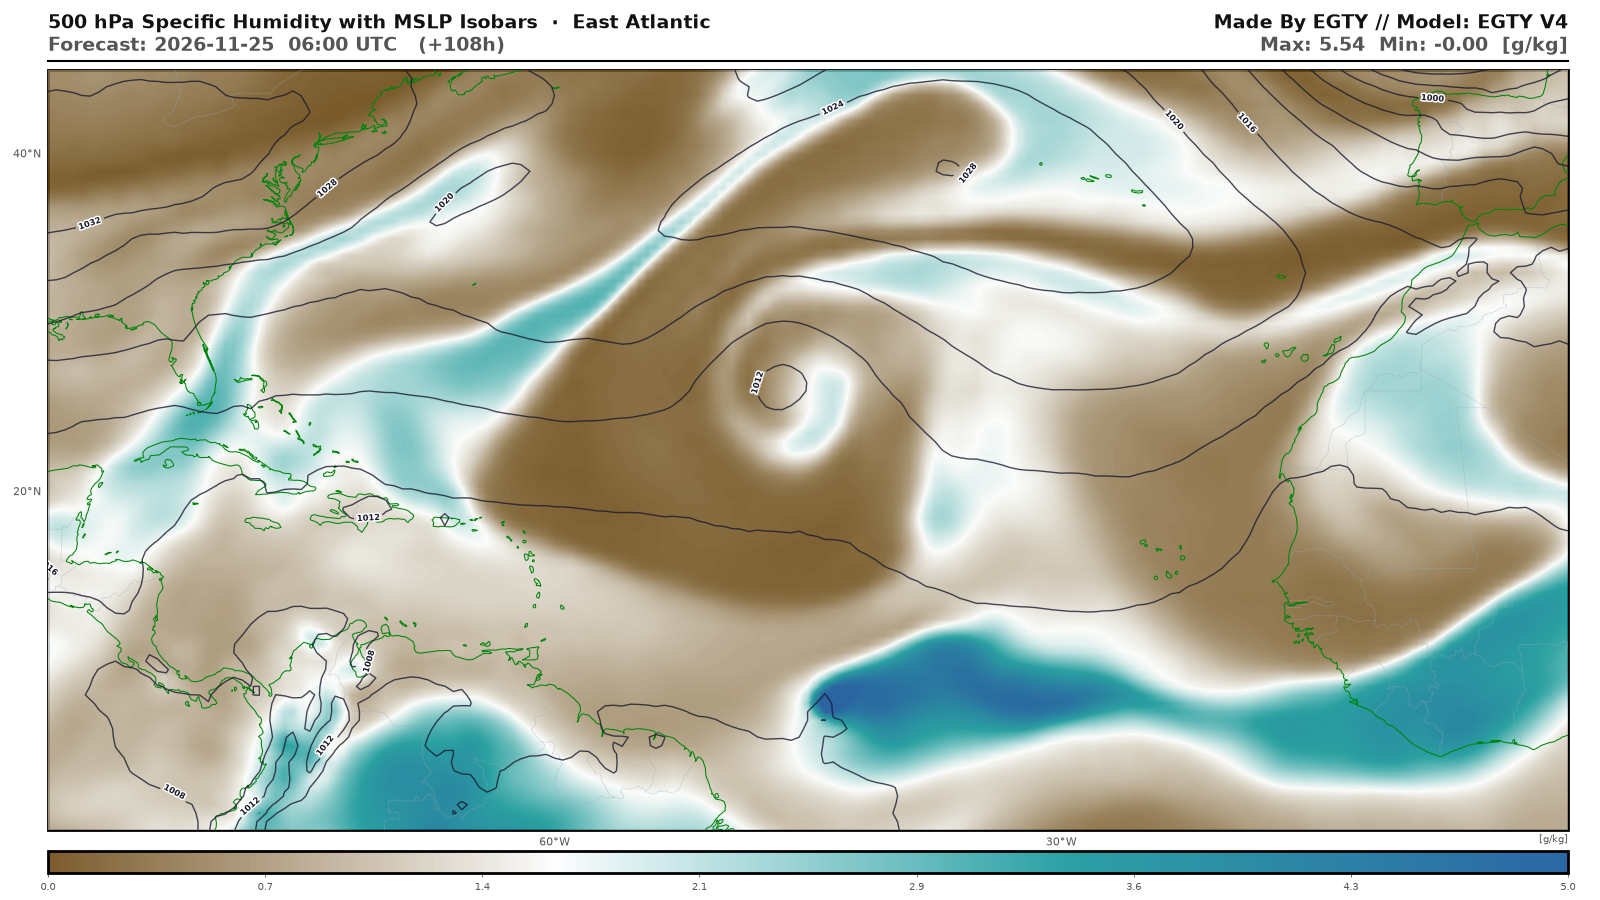 500 hPa Specific Humidity with MSLP Isobars · East Atlantic
Made By EGTY // Model: EGTY V4
Forecast: 2026-11-25 06:00 UTC (+108h)
Max: 5.54 Min: -0.00 [g/kg]
1000
1024
1020
1016
40°N
1028
1028
1020
1032
1012
20°N
1012
16
1008
1012
1008
1012
60°W
30°W
[g/kg]
0.0
0.7
1.4
2.1
2.9
3.6
4.3
5.0